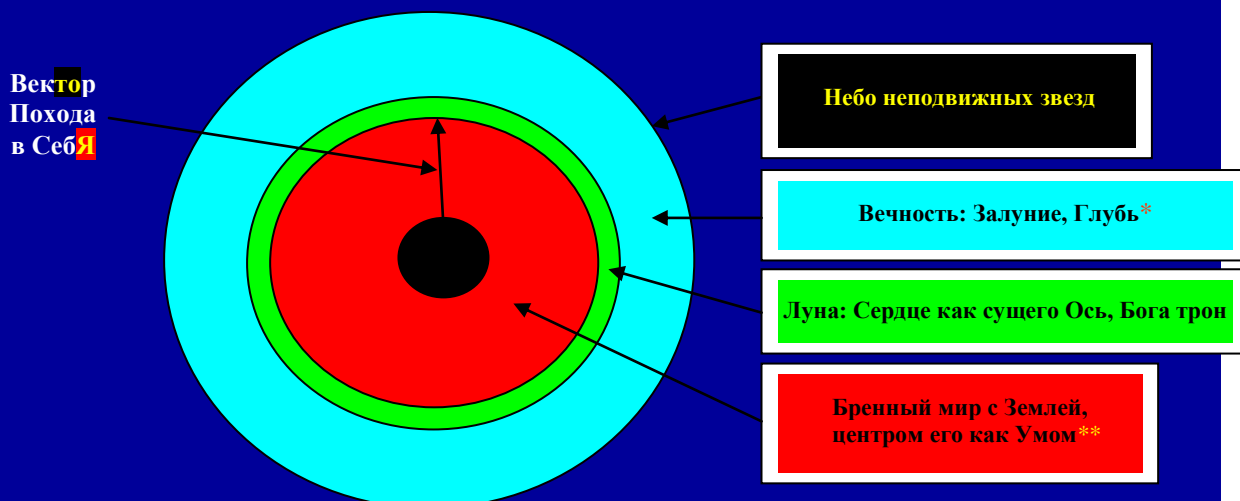 Вектор
Похода
в СебЯ
Небо неподвижных звезд
Вечность: Залуние, Глубь*
Луна: Сердце как сущего Ось, Бога трон
Бренный мир с Землей,
центром его как Умом**